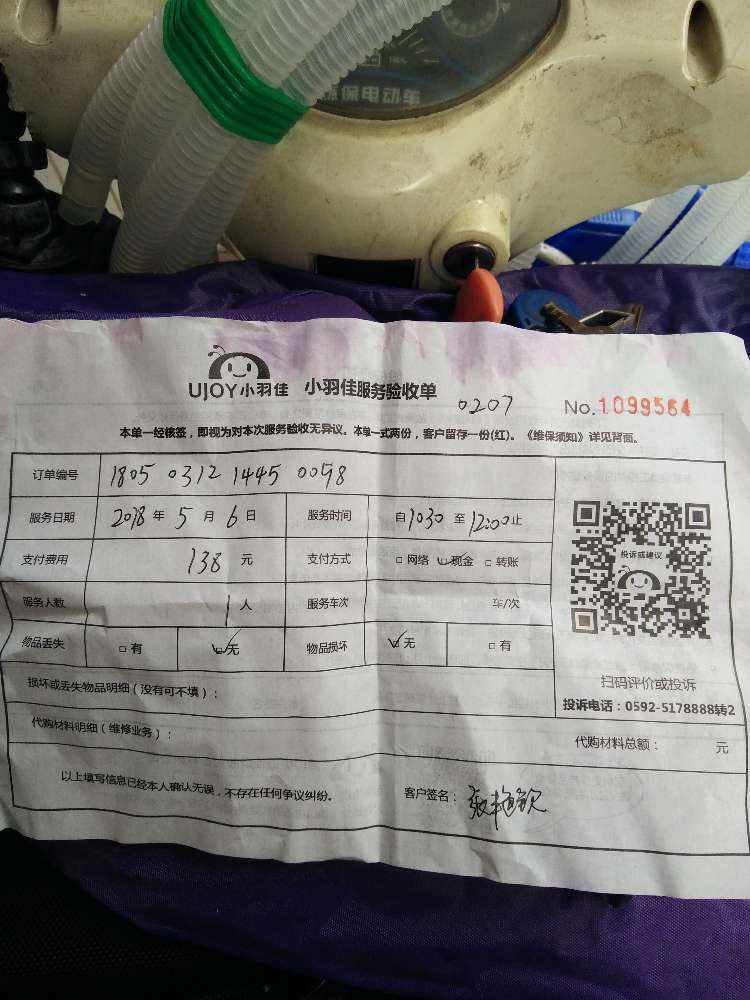 环保电动车
UJOY小羽佳 小羽佳服务验收单 0207 No.1099564
本单一经核签,即视为对本次服务验收无异议。本单一式两份,客户留存一份(红)。《维保须知》详见背面。
订单编号 1805 0312 1445 0098
服务日期 2018 年 5 月 6 日 服务时间 自 1030 至 12:00 止
支付费用 138 元 支付方式 □ 网络 □ 现金 □ 转账
服务人数 1 人 服务车次 车/次
物品丢失 □ 有 □ 无 物品损坏 □ 无 □ 有
投诉或建议
扫码评价或投诉
投诉电话:0592-5178888转2
损坏或丢失物品明细(没有可不填):
代购材料明细(维修业务): 代购材料总额: 元
以上填写信息已经本人确认无误,不存在任何争议纠纷。 客户签名: